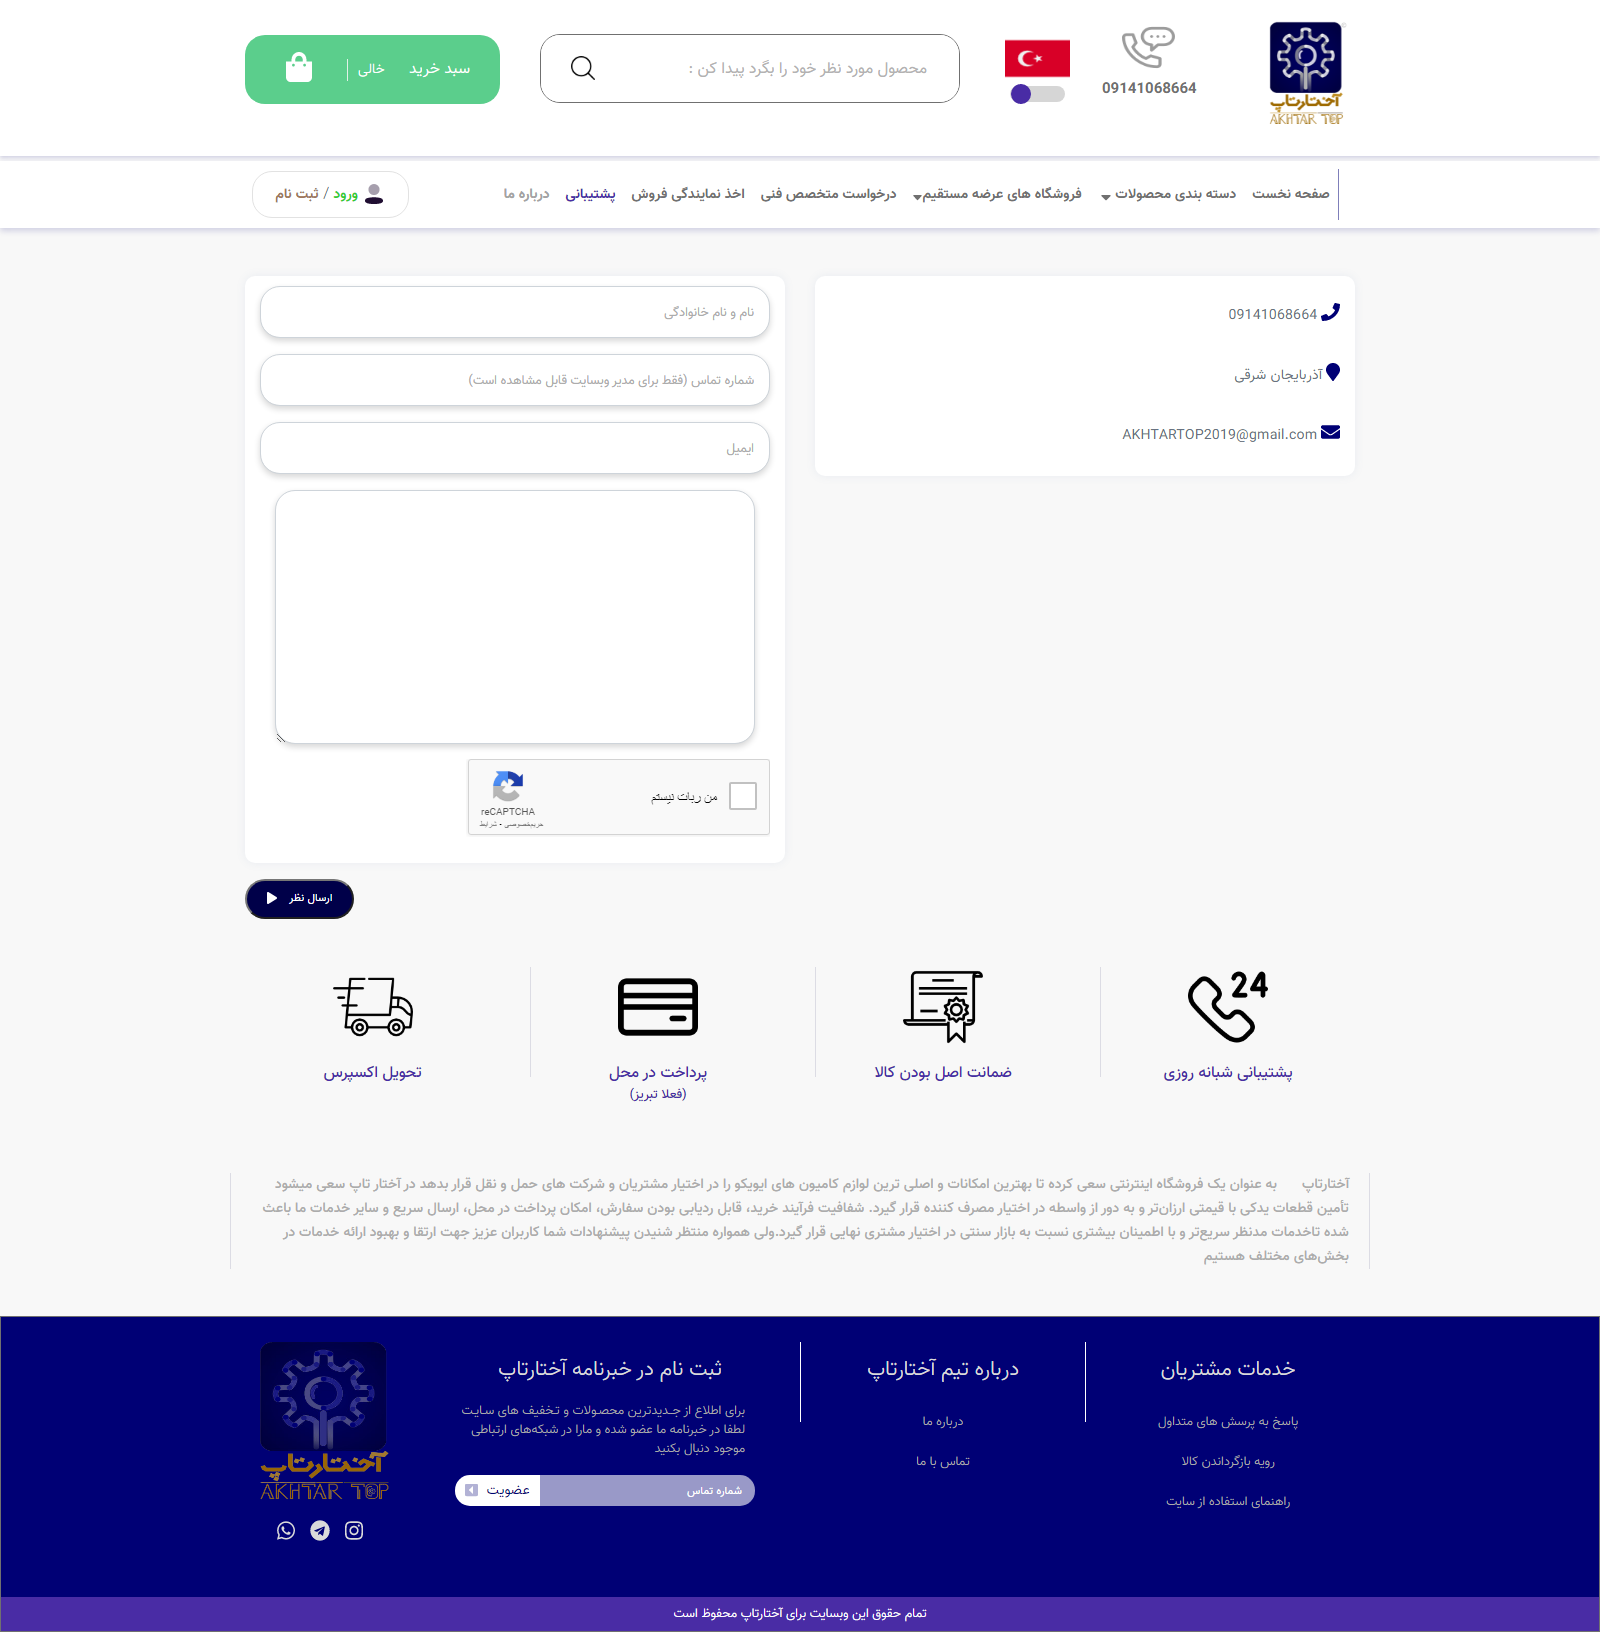 آختارتاپ
AKHTAR TOP
09141068664
محصول مورد نظر خود را بگرد پیدا کن :
سبد خرید
خالی
صفحه نخست
دسته بندی محصولات
فروشگاه های عرضه مستقیم
درخواست متخصص فنی
اخذ نمایندگی فروش
پشتیبانی
درباره ما
ورود / ثبت نام
09141068664
آذربایجان شرقی
AKHTARTOP2019@gmail.com
نام و نام خانوادگی
شماره تماس (فقط برای مدیر وبسایت قابل مشاهده است)
ایمیل
من ربات نیستم
reCAPTCHA
حریم‌خصوصی - شرایط
ارسال نظر
24
پشتیبانی شبانه روزی
ضمانت اصل بودن کالا
پرداخت در محل
(فعلا تبریز)
تحویل اکسپرس
آختارتاپ به عنوان یک فروشگاه اینترنتی سعی کرده تا بهترین امکانات و اصلی ترین لوازم کامیون های ایویکو را در اختیار مشتریان و شرکت های حمل و نقل قرار بدهد در آختار تاپ سعی میشود
تأمین قطعات یدکی با قیمتی ارزان‌تر و به دور از واسطه در اختیار مصرف کننده قرار گیرد. شفافیت فرآیند خرید، قابل ردیابی بودن سفارش، امکان پرداخت در محل، ارسال سریع و سایر خدمات ما باعث
شده تاخدمات مدنظر سریع‌تر و با اطمینان بیشتری نسبت به بازار سنتی در اختیار مشتری نهایی قرار گیرد.ولی همواره منتظر شنیدن پیشنهادات شما کاربران عزیز جهت ارتقا و بهبود ارائه خدمات در
بخش‌های مختلف هستیم
خدمات مشتریان
پاسخ به پرسش های متداول
رویه بازگرداندن کالا
راهنمای استفاده از سایت
درباره تیم آختارتاپ
درباره ما
تماس با ما
ثبت نام در خبرنامه آختارتاپ
برای اطلاع از جـدیدترین محصـولات و تـخفیف های سـایـت
لطفا در خبرنامه ما عضو شده و مارا در شبکه‌های ارتباطی
موجود دنبال بکنید
شماره تماس
عضویت
آختارتاپ
AKHTAR TOP
تمام حقوق این وبسایت برای آختارتاپ محفوظ است